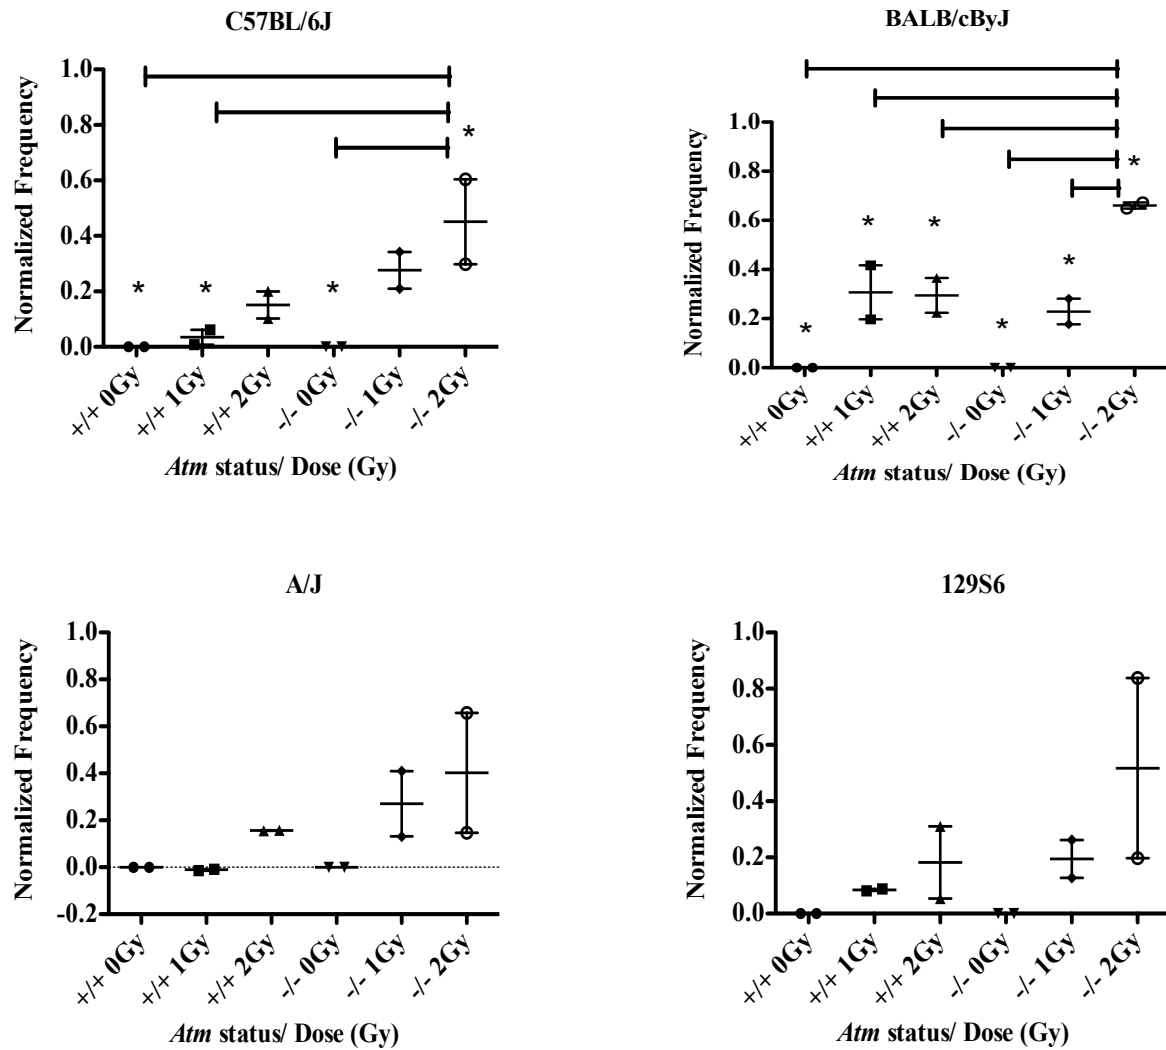 C57BL/6J
Normalized Frequency
1.0
0.8
0.6
0.4
0.2
0.0
*
*
*
*
+/+ 0Gy
+/+ 1Gy
+/+ 2Gy
-/- 0Gy
-/- 1Gy
-/- 2Gy
Atm status/ Dose (Gy)
BALB/cByJ
Normalized Frequency
1.0
0.8
0.6
0.4
0.2
0.0
*
*
*
*
*
*
+/+ 0Gy
+/+ 1Gy
+/+ 2Gy
-/- 0Gy
-/- 1Gy
-/- 2Gy
Atm status/ Dose (Gy)
A/J
Normalized Frequency
1.0
0.8
0.6
0.4
0.2
0.0
-0.2
+/+ 0Gy
+/+ 1Gy
+/+ 2Gy
-/- 0Gy
-/- 1Gy
-/- 2Gy
Atm status/ Dose (Gy)
129S6
Normalized Frequency
1.0
0.8
0.6
0.4
0.2
0.0
+/+ 0Gy
+/+ 1Gy
+/+ 2Gy
-/- 0Gy
-/- 1Gy
-/- 2Gy
Atm status/ Dose (Gy)